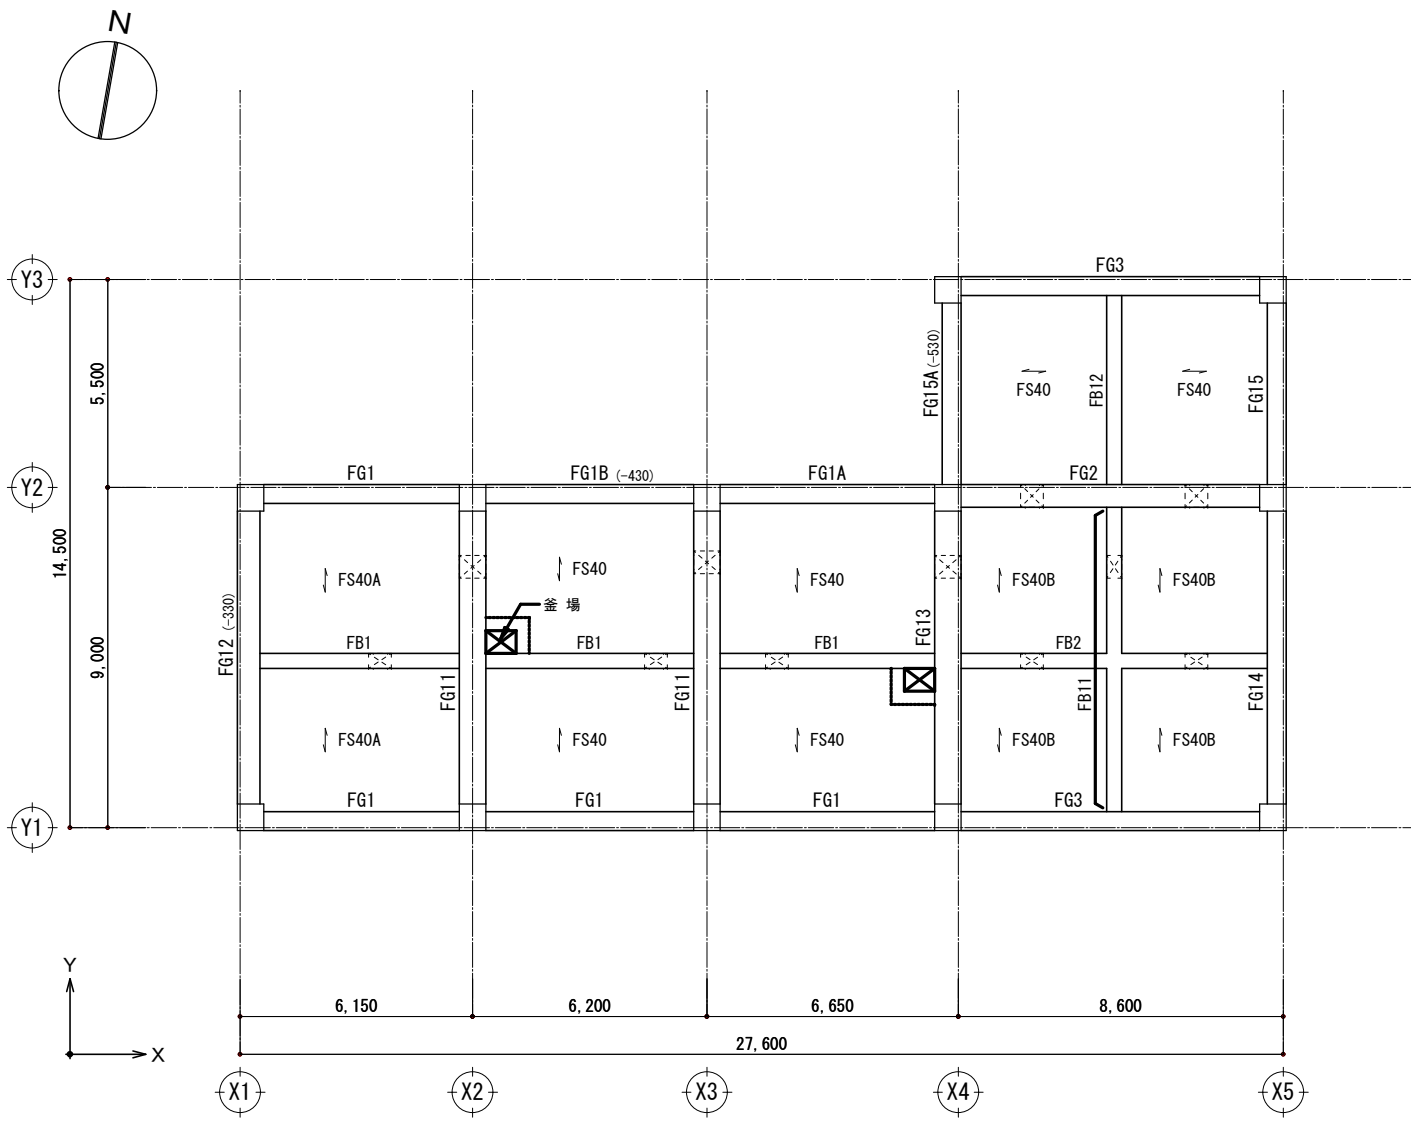 N
Y3
FG3
5,500
FG15A (-530)
FS40
FB12
FS40
FG15
Y2
FG1
FG1B (-430)
FG1A
FG2
14,500
9,000
FS40A
FS40
FS40
FS40B
FS40B
釜 場
FG12 (-330)
FB1
FB1
FB1
FG13
FB2
FG11
FG11
FB11
FG14
FS40A
FS40
FS40
FS40B
FS40B
FG1
FG1
FG1
FG3
Y1
Y
X
6,150
6,200
6,650
8,600
27,600
X1
X2
X3
X4
X5